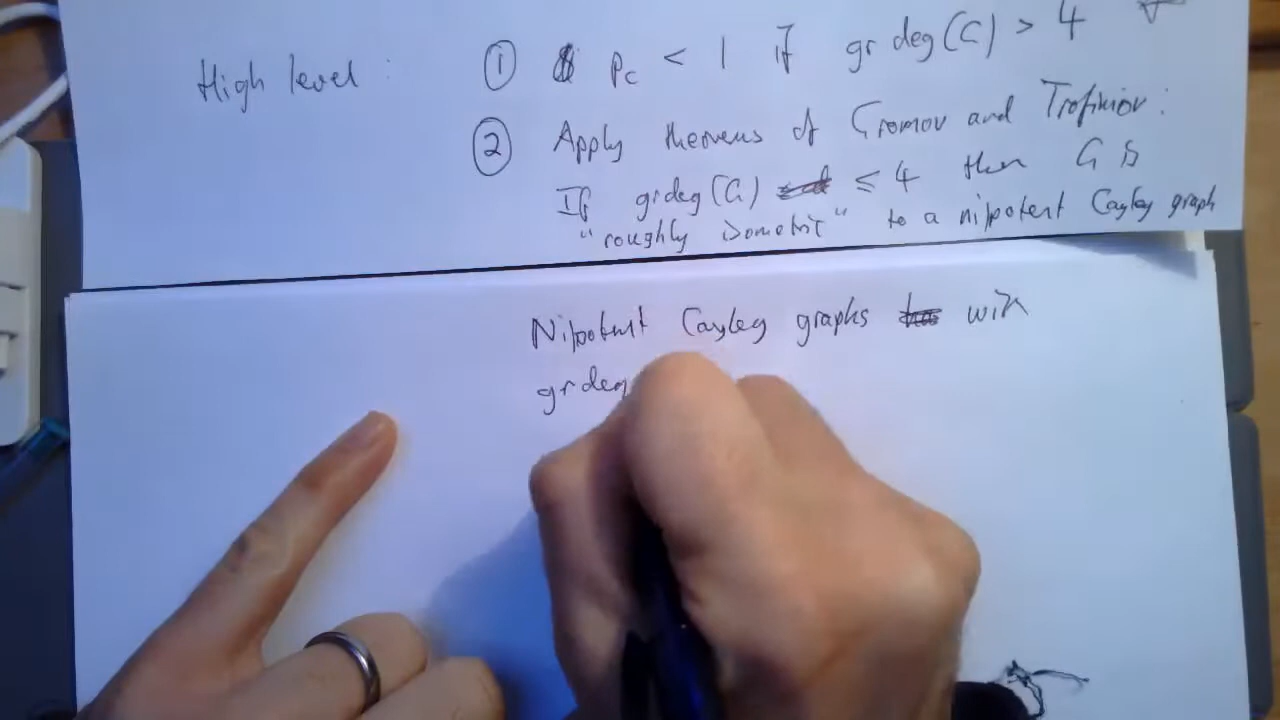 High level : ① pc < 1 if gr deg(G) > 4
② Apply theorems of Gromov and Trofimov :
If grdeg(G) ≤ 4 then G is
"roughly isometric" to a nilpotent Cayley graph
Nilpotent Cayley graphs with
grdeg